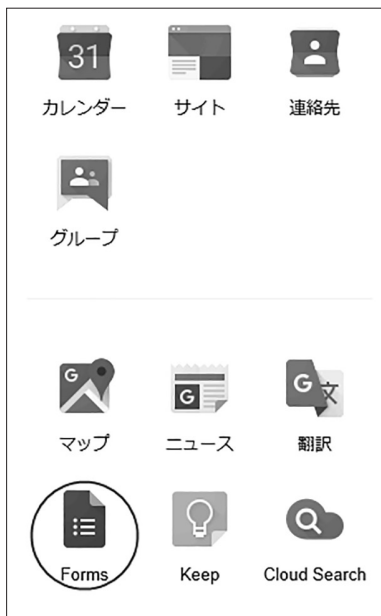 31
カレンダー サイト 連絡先
グループ
G G G 文
マップ ニュース 翻訳
Forms Keep Cloud Search